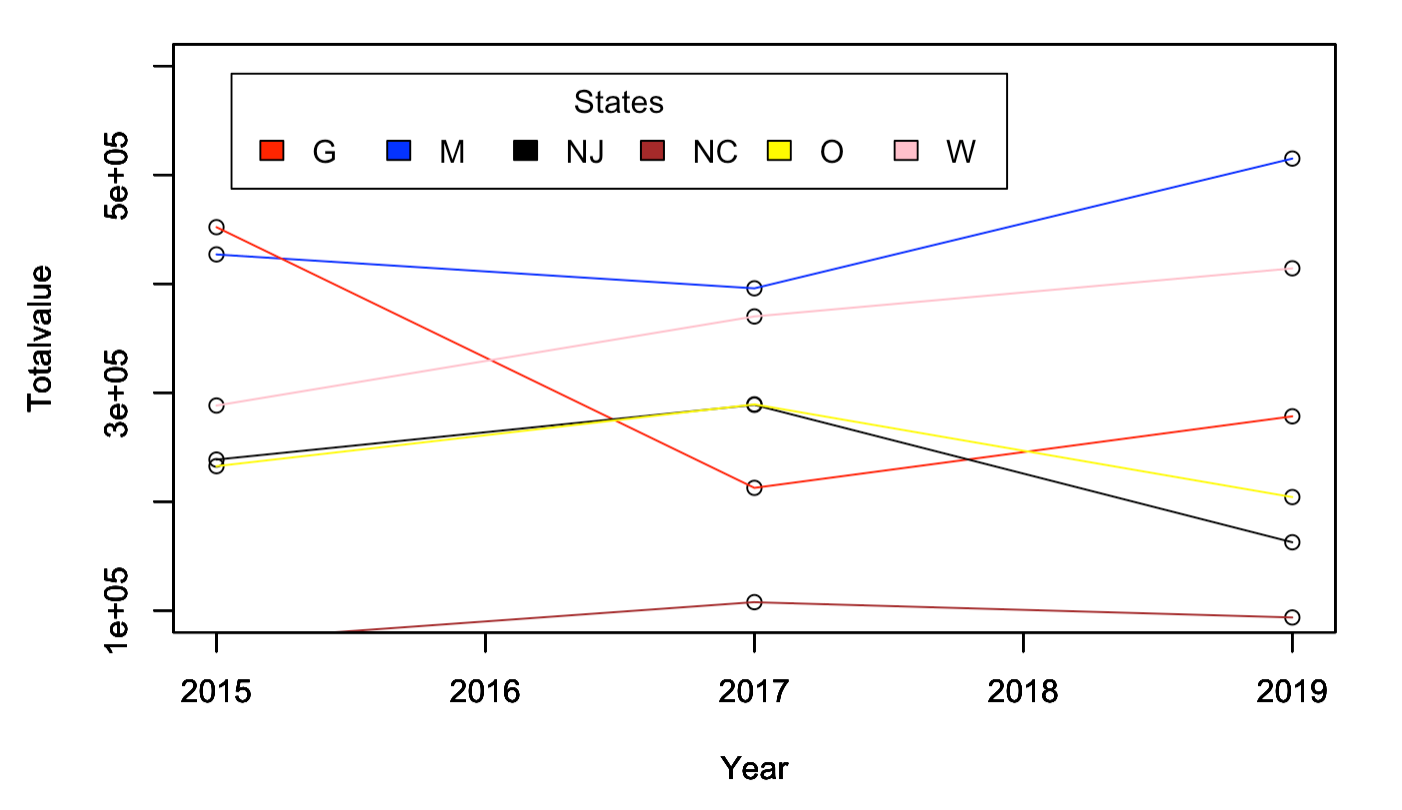 States
G M NJ NC O W
Totalvalue
5e+05
3e+05
1e+05
2015 2016 2017 2018 2019
Year